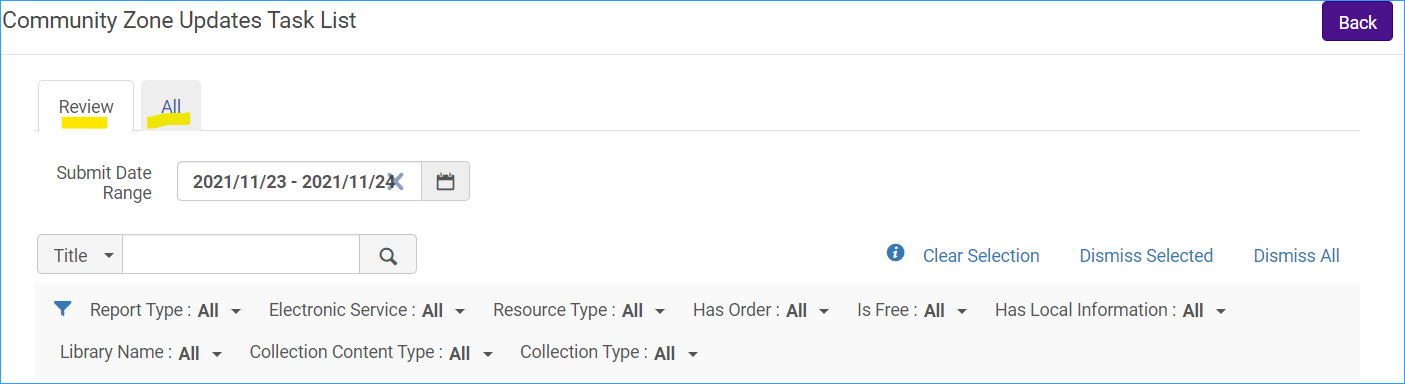 Community Zone Updates Task List
Back
Review
All
Submit Date
Range
2021/11/23 - 2021/11/24
Title
Clear Selection
Dismiss Selected
Dismiss All
Report Type : All
Electronic Service : All
Resource Type : All
Has Order : All
Is Free : All
Has Local Information : All
Library Name : All
Collection Content Type : All
Collection Type : All